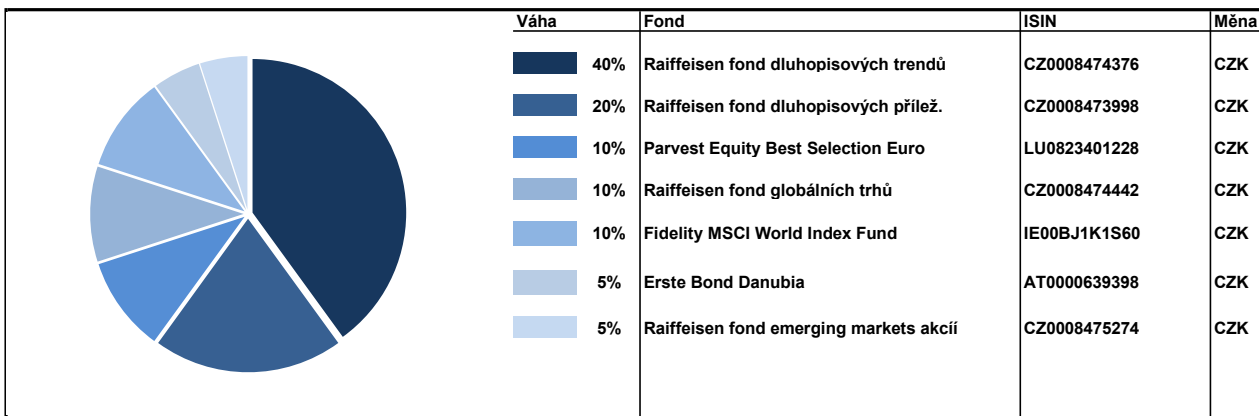 Váha Fond ISIN Měna
40% Raiffeisen fond dluhopisových trendů CZ0008474376 CZK
20% Raiffeisen fond dluhopisových přílež. CZ0008473998 CZK
10% Parvest Equity Best Selection Euro LU0823401228 CZK
10% Raiffeisen fond globálních trhů CZ0008474442 CZK
10% Fidelity MSCI World Index Fund IE00BJ1K1S60 CZK
5% Erste Bond Danubia AT0000639398 CZK
5% Raiffeisen fond emerging markets akcíí CZ0008475274 CZK